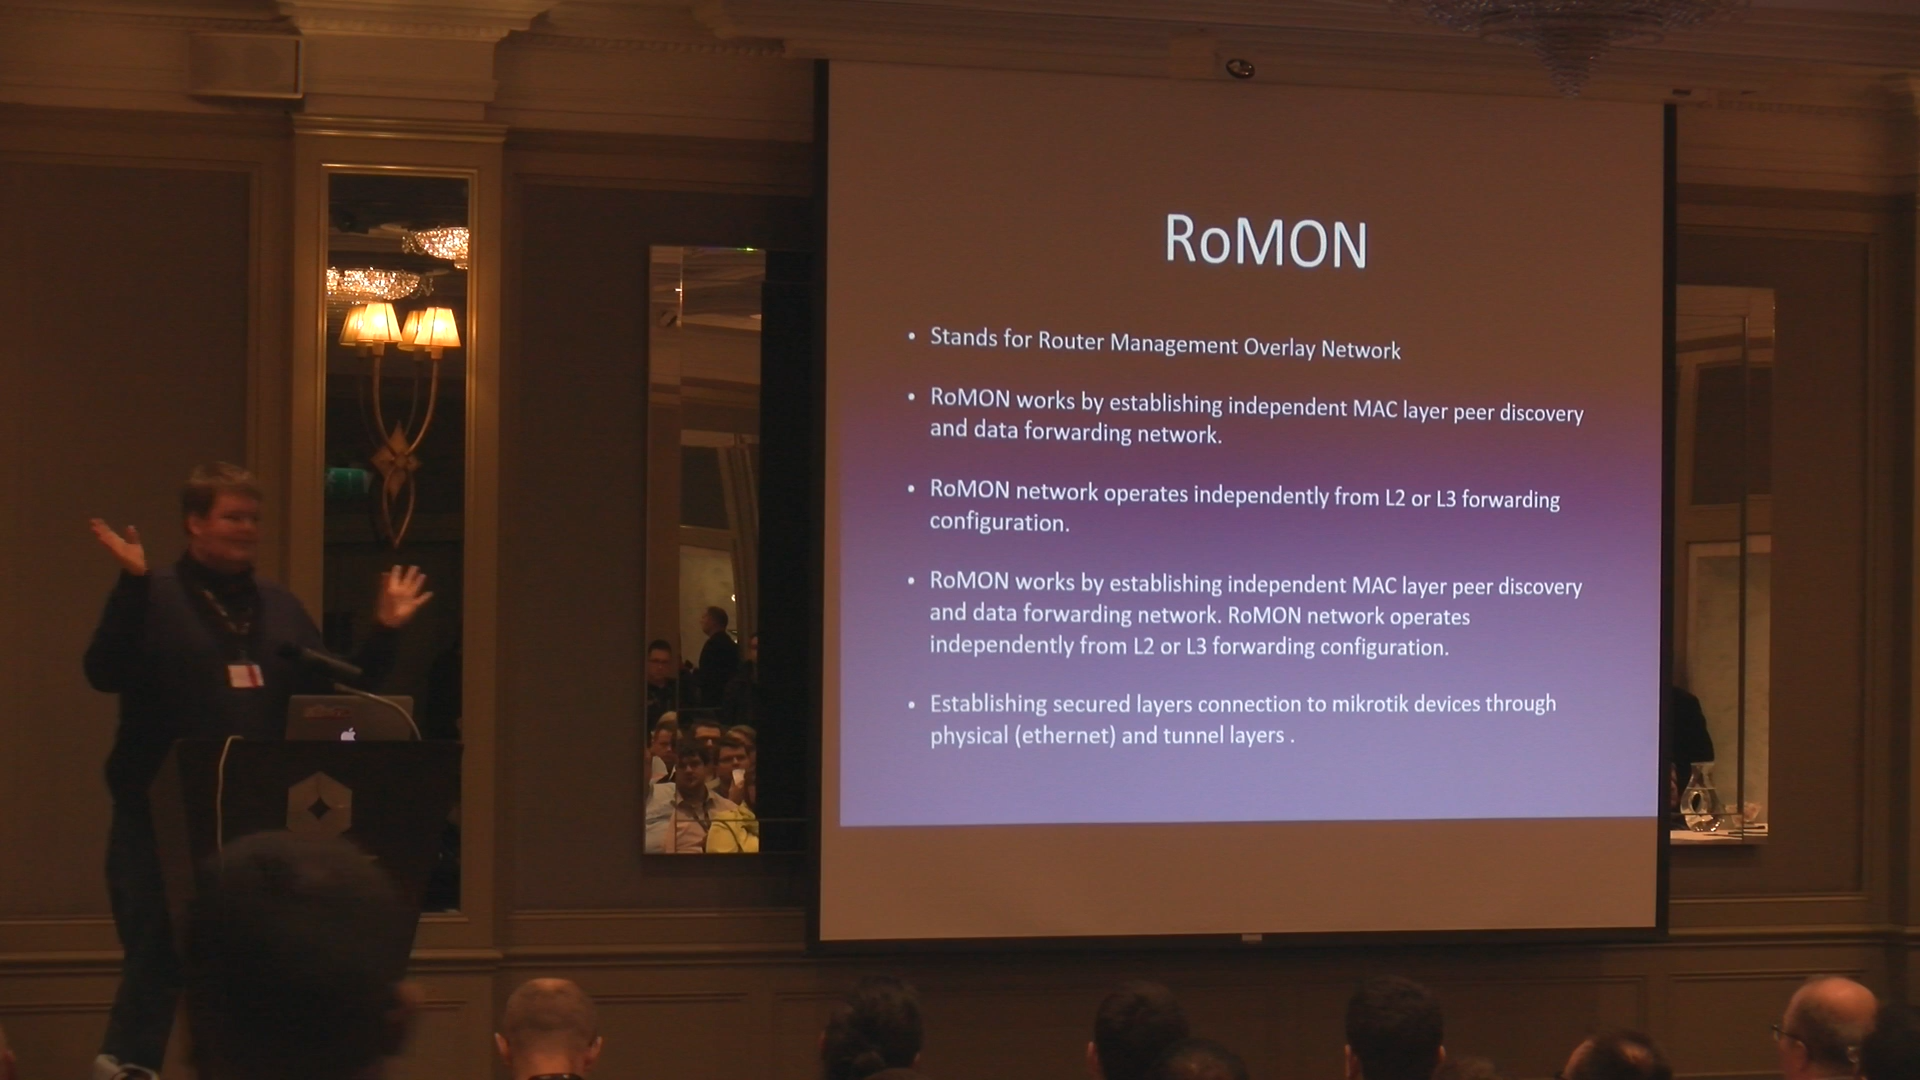 RoMON
• Stands for Router Management Overlay Network
• RoMON works by establishing independent MAC layer peer discovery
and data forwarding network.
• RoMON network operates independently from L2 or L3 forwarding
configuration.
• RoMON works by establishing independent MAC layer peer discovery
and data forwarding network. RoMON network operates
independently from L2 or L3 forwarding configuration.
• Establishing secured layers connection to mikrotik devices through
physical (ethernet) and tunnel layers .